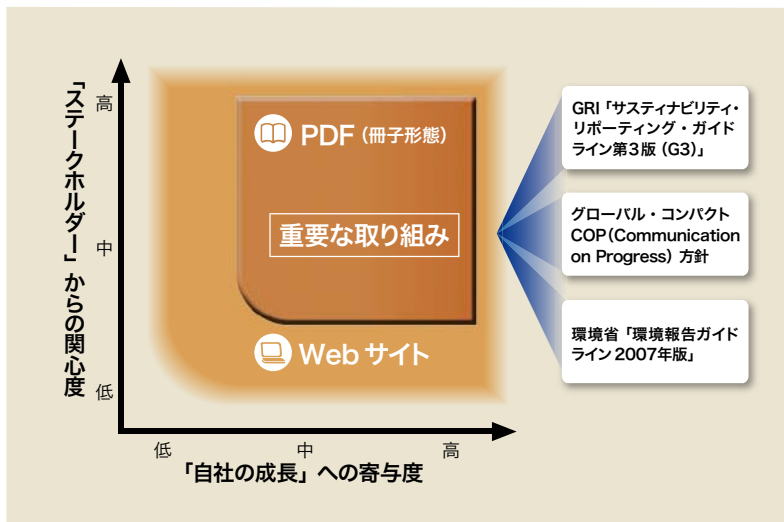 「ステークホルダー」からの関心度
高
中
低
PDF（冊子形態）
重要な取り組み
Webサイト
低
中
高
「自社の成長」への寄与度
GRI「サスティナビリティ・
リポーティング・ガイド
ライン第3版（G3）」
グローバル・コンパクト
COP（Communication
on Progress）方針
環境省「環境報告ガイド
ライン2007年版」